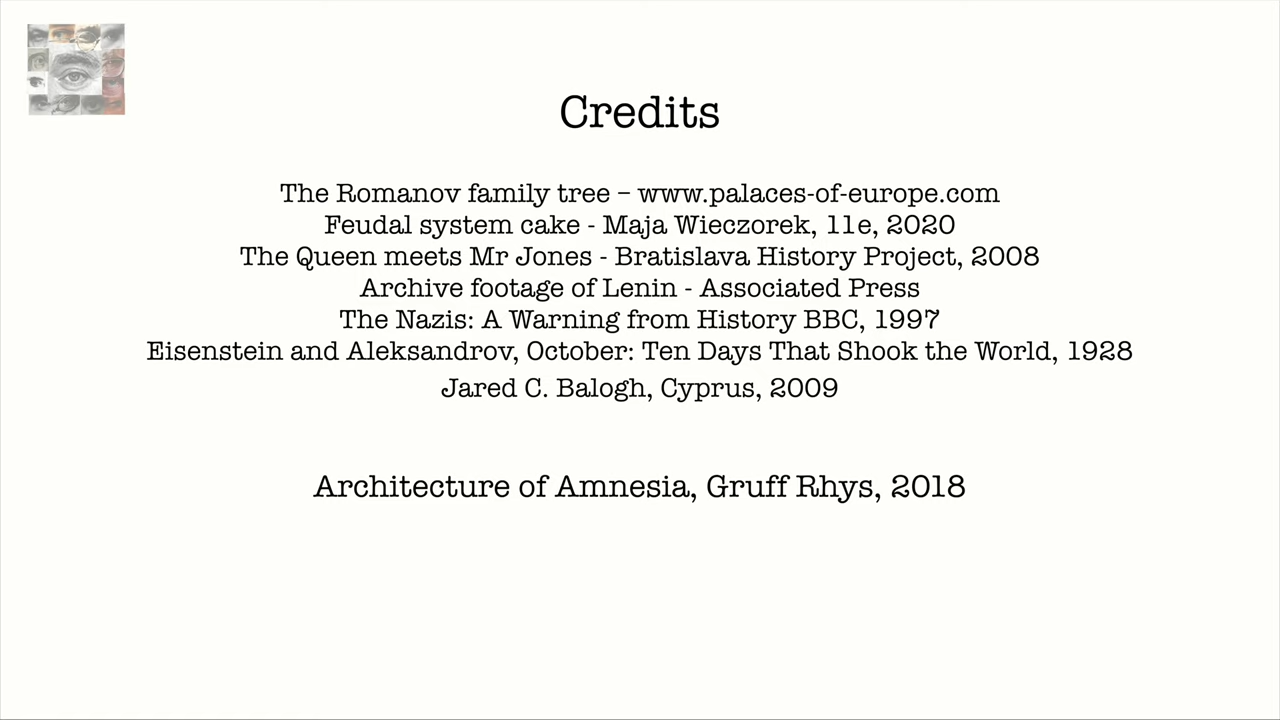 Credits
The Romanov family tree – www.palaces-of-europe.com
Feudal system cake - Maja Wieczorek, 11e, 2020
The Queen meets Mr Jones - Bratislava History Project, 2008
Archive footage of Lenin - Associated Press
The Nazis: A Warning from History BBC, 1997
Eisenstein and Aleksandrov, October: Ten Days That Shook the World, 1928
Jared C. Balogh, Cyprus, 2009
Architecture of Amnesia, Gruff Rhys, 2018